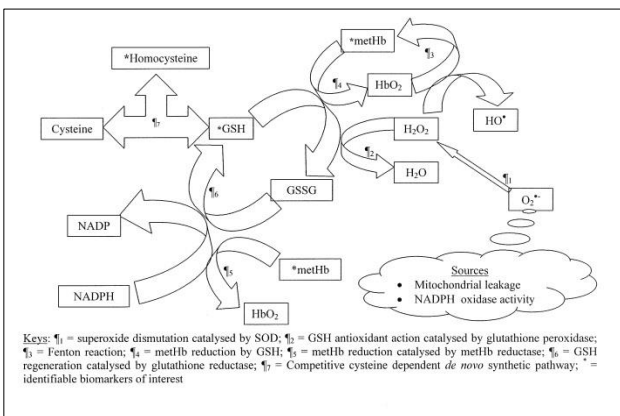 *metHb
¶3
*Homocysteine
¶4
HbO2
Cysteine
¶7
*GSH
H2O2
HO•
¶2
¶1
H2O
¶6
GSSG
O2•-
NADP
Sources
*metHb
• Mitochondrial leakage
¶5
• NADPH oxidase activity
NADPH
HbO2
Keys: ¶1 = superoxide dismutation catalysed by SOD; ¶2 = GSH antioxidant action catalysed by glutathione peroxidase;
¶3 = Fenton reaction; ¶4 = metHb reduction by GSH; ¶5 = metHb reduction catalysed by metHb reductase; ¶6 = GSH
regeneration catalysed by glutathione reductase; ¶7 = Competitive cysteine dependent de novo synthetic pathway; * =
identifiable biomarkers of interest